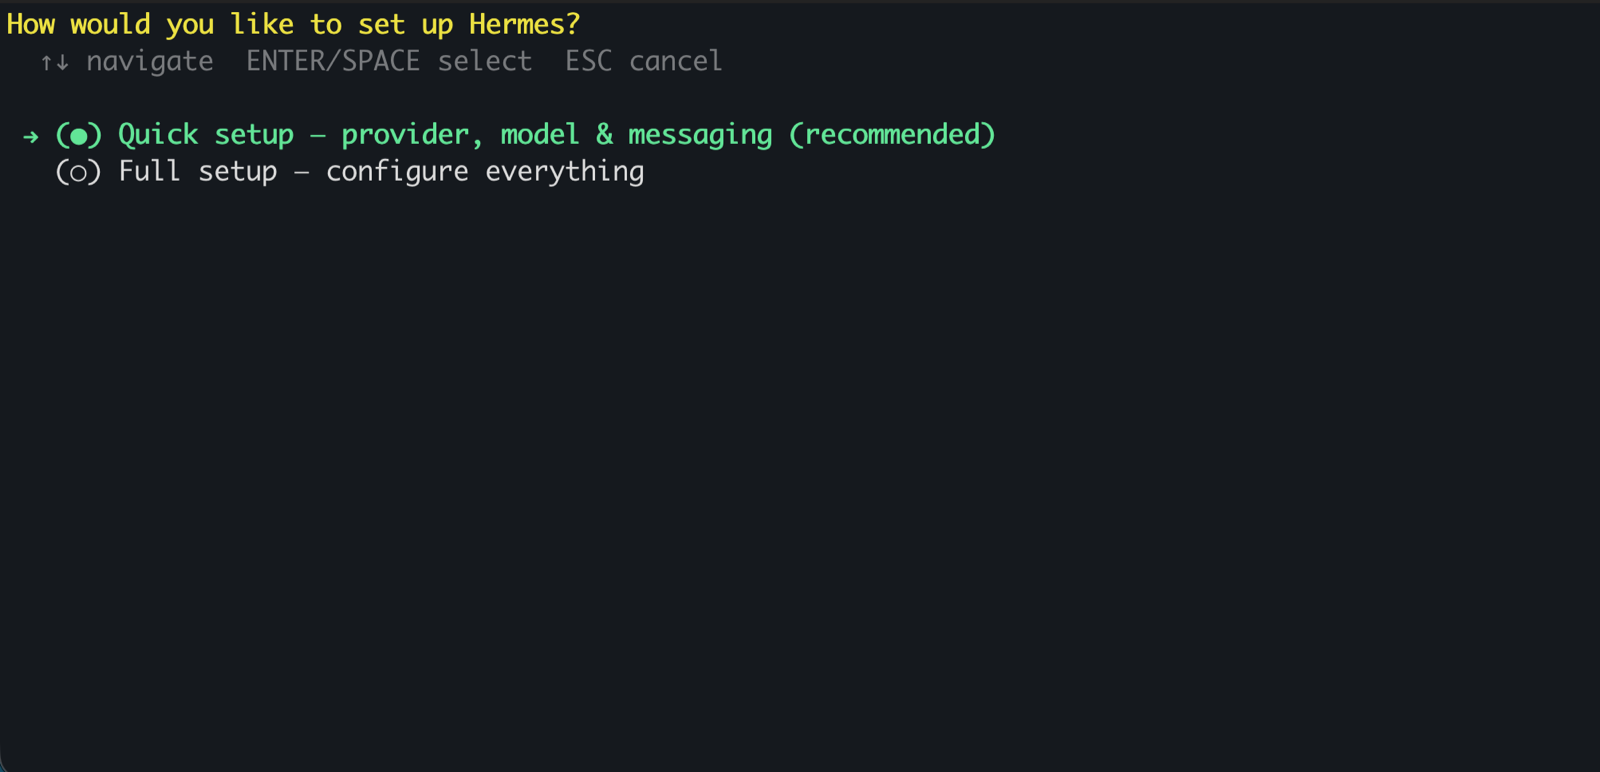 How would you like to set up Hermes?
↑↓ navigate  ENTER/SPACE select  ESC cancel
→ (●) Quick setup — provider, model & messaging (recommended)
(○) Full setup — configure everything